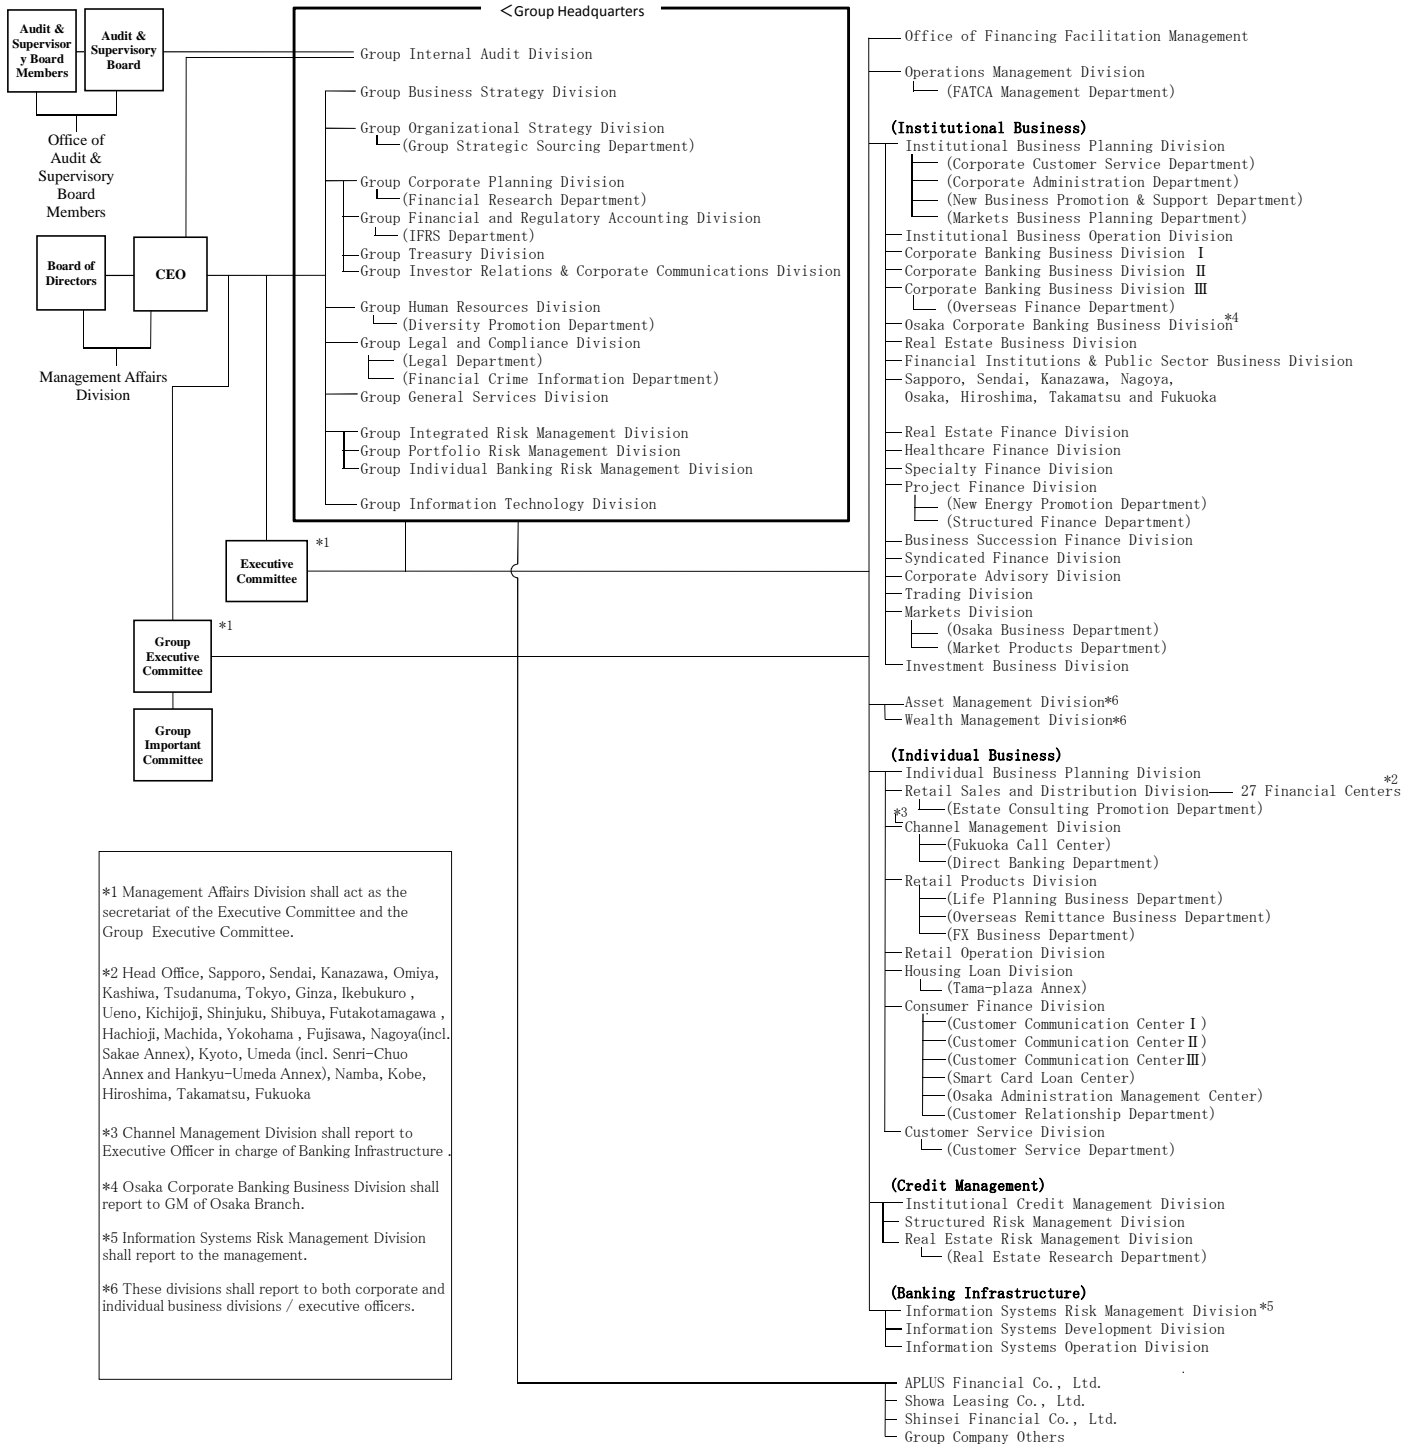 Audit &
Supervisor
y Board
Members
Audit &
Supervisory
Board
Office of
Audit &
Supervisory
Board
Members
Board of
Directors
CEO
Management Affairs
Division
<Group Headquarters
Group Internal Audit Division
Group Business Strategy Division
Group Organizational Strategy Division
(Group Strategic Sourcing Department)
Group Corporate Planning Division
(Financial Research Department)
Group Financial and Regulatory Accounting Division
(IFRS Department)
Group Treasury Division
Group Investor Relations & Corporate Communications Division
Group Human Resources Division
(Diversity Promotion Department)
Group Legal and Compliance Division
(Legal Department)
(Financial Crime Information Department)
Group General Services Division
Group Integrated Risk Management Division
Group Portfolio Risk Management Division
Group Individual Banking Risk Management Division
Group Information Technology Division
Executive
Committee
*1
Group
Executive
Committee
*1
Group
Important
Committee
*1 Management Affairs Division shall act as the
secretariat of the Executive Committee and the
Group Executive Committee.
*2 Head Office, Sapporo, Sendai, Kanazawa, Omiya,
Kashiwa, Tsudanuma, Tokyo, Ginza, Ikebukuro ,
Ueno, Kichijoji, Shinjuku, Shibuya, Futakotamagawa ,
Hachioji, Machida, Yokohama , Fujisawa, Nagoya(incl.
Sakae Annex), Kyoto, Umeda (incl. Senri-Chuo
Annex and Hankyu-Umeda Annex), Namba, Kobe,
Hiroshima, Takamatsu, Fukuoka
*3 Channel Management Division shall report to
Executive Officer in charge of Banking Infrastructure .
*4 Osaka Corporate Banking Business Division shall
report to GM of Osaka Branch.
*5 Information Systems Risk Management Division
shall report to the management.
*6 These divisions shall report to both corporate and
individual business divisions / executive officers.
Office of Financing Facilitation Management
Operations Management Division
(FATCA Management Department)
(Institutional Business)
Institutional Business Planning Division
(Corporate Customer Service Department)
(Corporate Administration Department)
(New Business Promotion & Support Department)
(Markets Business Planning Department)
Institutional Business Operation Division
Corporate Banking Business Division Ⅰ
Corporate Banking Business Division Ⅱ
Corporate Banking Business Division Ⅲ
(Overseas Finance Department)
Osaka Corporate Banking Business Division*4
Real Estate Business Division
Financial Institutions & Public Sector Business Division
Sapporo, Sendai, Kanazawa, Nagoya,
Osaka, Hiroshima, Takamatsu and Fukuoka
Real Estate Finance Division
Healthcare Finance Division
Specialty Finance Division
Project Finance Division
(New Energy Promotion Department)
(Structured Finance Department)
Business Succession Finance Division
Syndicated Finance Division
Corporate Advisory Division
Trading Division
Markets Division
(Osaka Business Department)
(Market Products Department)
Investment Business Division
Asset Management Division*6
Wealth Management Division*6
(Individual Business)
Individual Business Planning Division
Retail Sales and Distribution Division 27 Financial Centers *2
(Estate Consulting Promotion Department)
*3
Channel Management Division
(Fukuoka Call Center)
(Direct Banking Department)
Retail Products Division
(Life Planning Business Department)
(Overseas Remittance Business Department)
(FX Business Department)
Retail Operation Division
Housing Loan Division
(Tama-plaza Annex)
Consumer Finance Division
(Customer Communication CenterⅠ)
(Customer Communication CenterⅡ)
(Customer Communication CenterⅢ)
(Smart Card Loan Center)
(Osaka Administration Management Center)
(Customer Relationship Department)
Customer Service Division
(Customer Service Department)
(Credit Management)
Institutional Credit Management Division
Structured Risk Management Division
Real Estate Risk Management Division
(Real Estate Research Department)
(Banking Infrastructure)
Information Systems Risk Management Division*5
Information Systems Development Division
Information Systems Operation Division
APLUS Financial Co., Ltd.
Showa Leasing Co., Ltd.
Shinsei Financial Co., Ltd.
Group Company Others